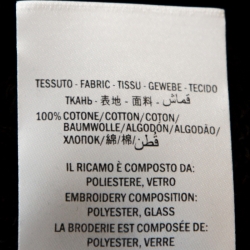 TESSUTO - FABRIC - TISSU - GEWEBE - TECIDO
ТКАНЬ - 表地 - 面料 - قماش
100% COTONE/COTTON/COTON/
BAUMWOLLE/ALGODÓN/ALGODÃO/
ХЛОПОК/綿/棉/قطن
IL RICAMO È COMPOSTO DA:
POLIESTERE, VETRO
EMBROIDERY COMPOSITION:
POLYESTER, GLASS
LA BRODERIE EST COMPOSÉE DE:
POLYESTER, VERRE